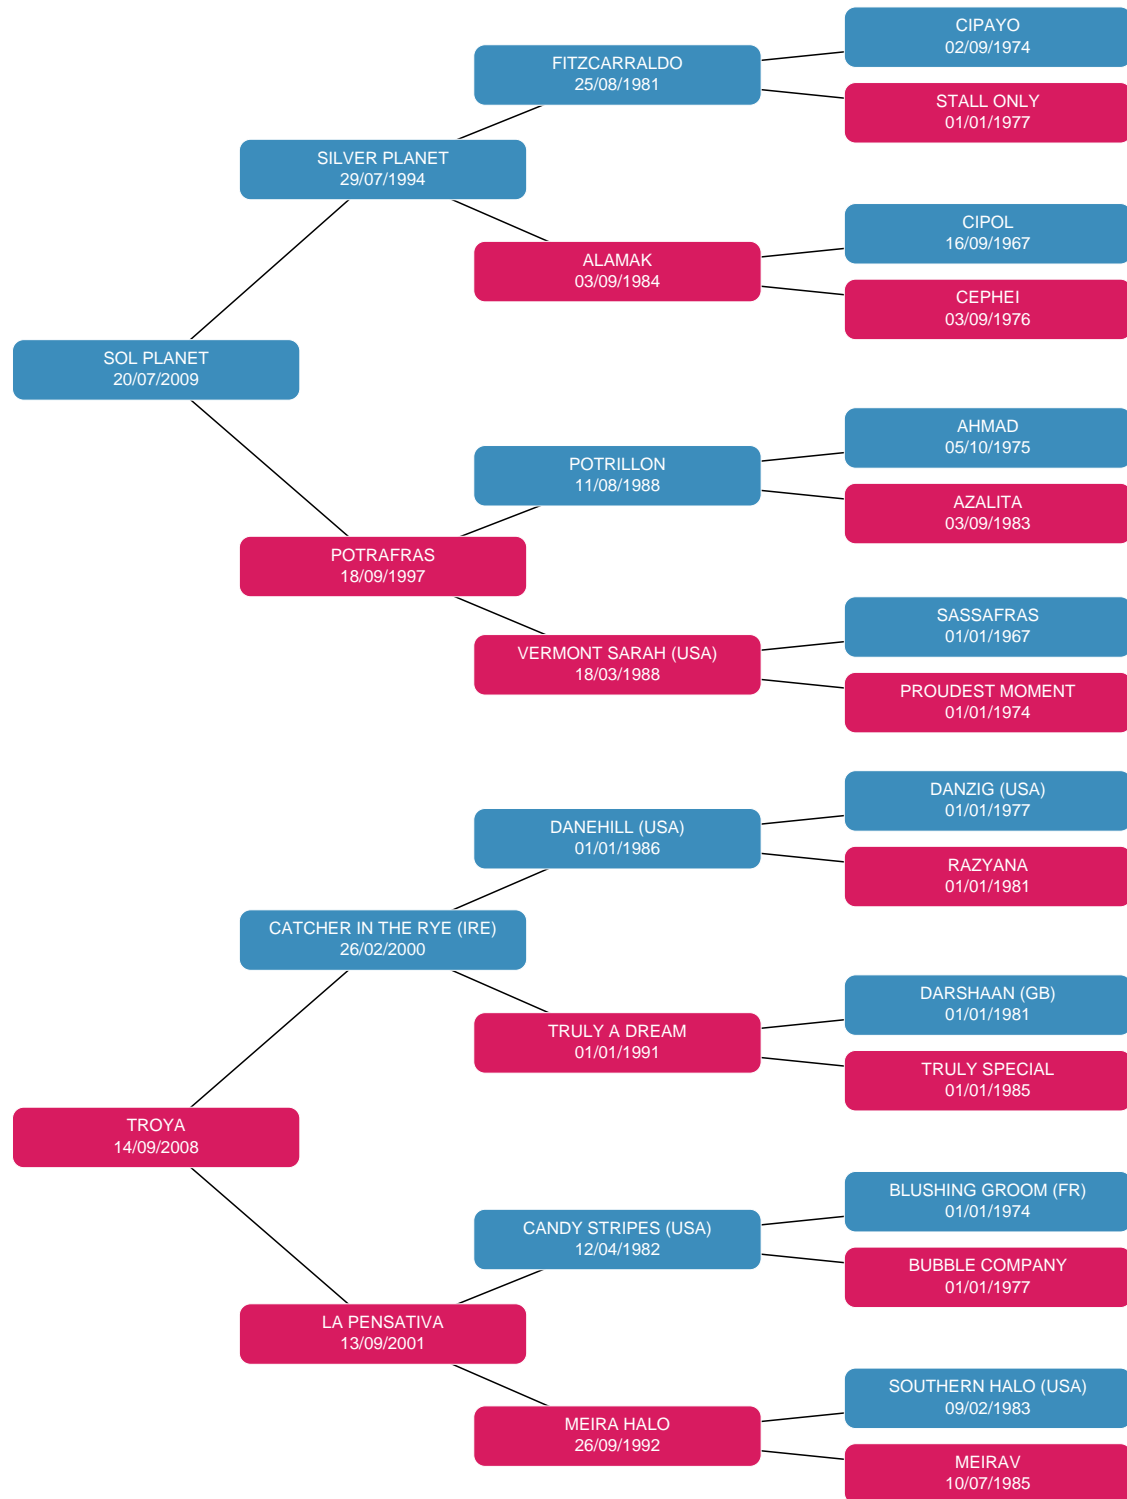 CIPAYO
02/09/1974
FITZCARRALDO
25/08/1981
STALL ONLY
01/01/1977
SILVER PLANET
29/07/1994
CIPOL
16/09/1967
ALAMAK
03/09/1984
CEPHEI
03/09/1976
SOL PLANET
20/07/2009
AHMAD
05/10/1975
POTRILLON
11/08/1988
AZALITA
03/09/1983
POTRAFRAS
18/09/1997
SASSAFRAS
01/01/1967
VERMONT SARAH (USA)
18/03/1988
PROUDEST MOMENT
01/01/1974
DANZIG (USA)
01/01/1977
DANEHILL (USA)
01/01/1986
RAZYANA
01/01/1981
CATCHER IN THE RYE (IRE)
26/02/2000
DARSHAAN (GB)
01/01/1981
TRULY A DREAM
01/01/1991
TRULY SPECIAL
01/01/1985
TROYA
14/09/2008
BLUSHING GROOM (FR)
01/01/1974
CANDY STRIPES (USA)
12/04/1982
BUBBLE COMPANY
01/01/1977
LA PENSATIVA
13/09/2001
SOUTHERN HALO (USA)
09/02/1983
MEIRA HALO
26/09/1992
MEIRAV
10/07/1985